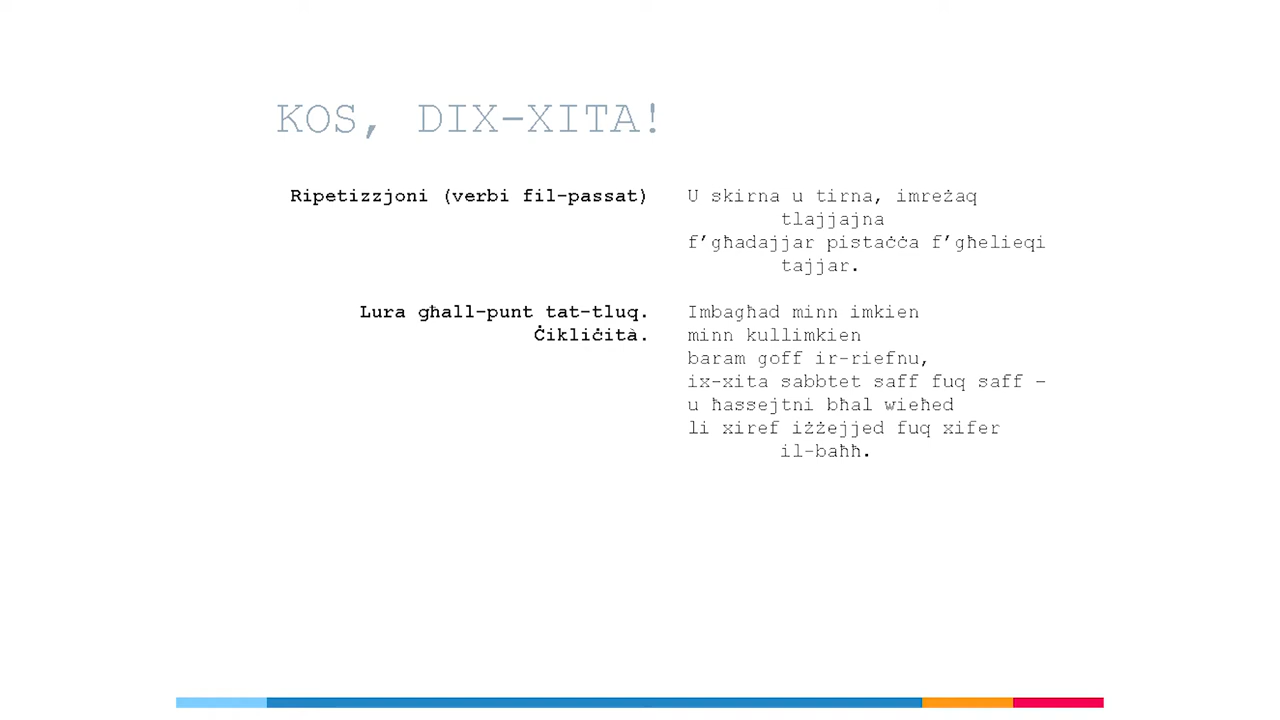 KOS, DIX-XITA!
Ripetizzjoni (verbi fil-passat)
U skirna u tirna, imreżaq
tlajjajna
f’għadajjar pistaċċa f’għelieqi
tajjar.
Lura għall-punt tat-tluq.
Ċikliċità.
Imbagħad minn imkien
minn kullimkien
baram goff ir-riefnu,
ix-xita sabbtet saff fuq saff –
u ħassejtni bħal wieħed
li xiref iżżejjed fuq xifer
il-baħħ.